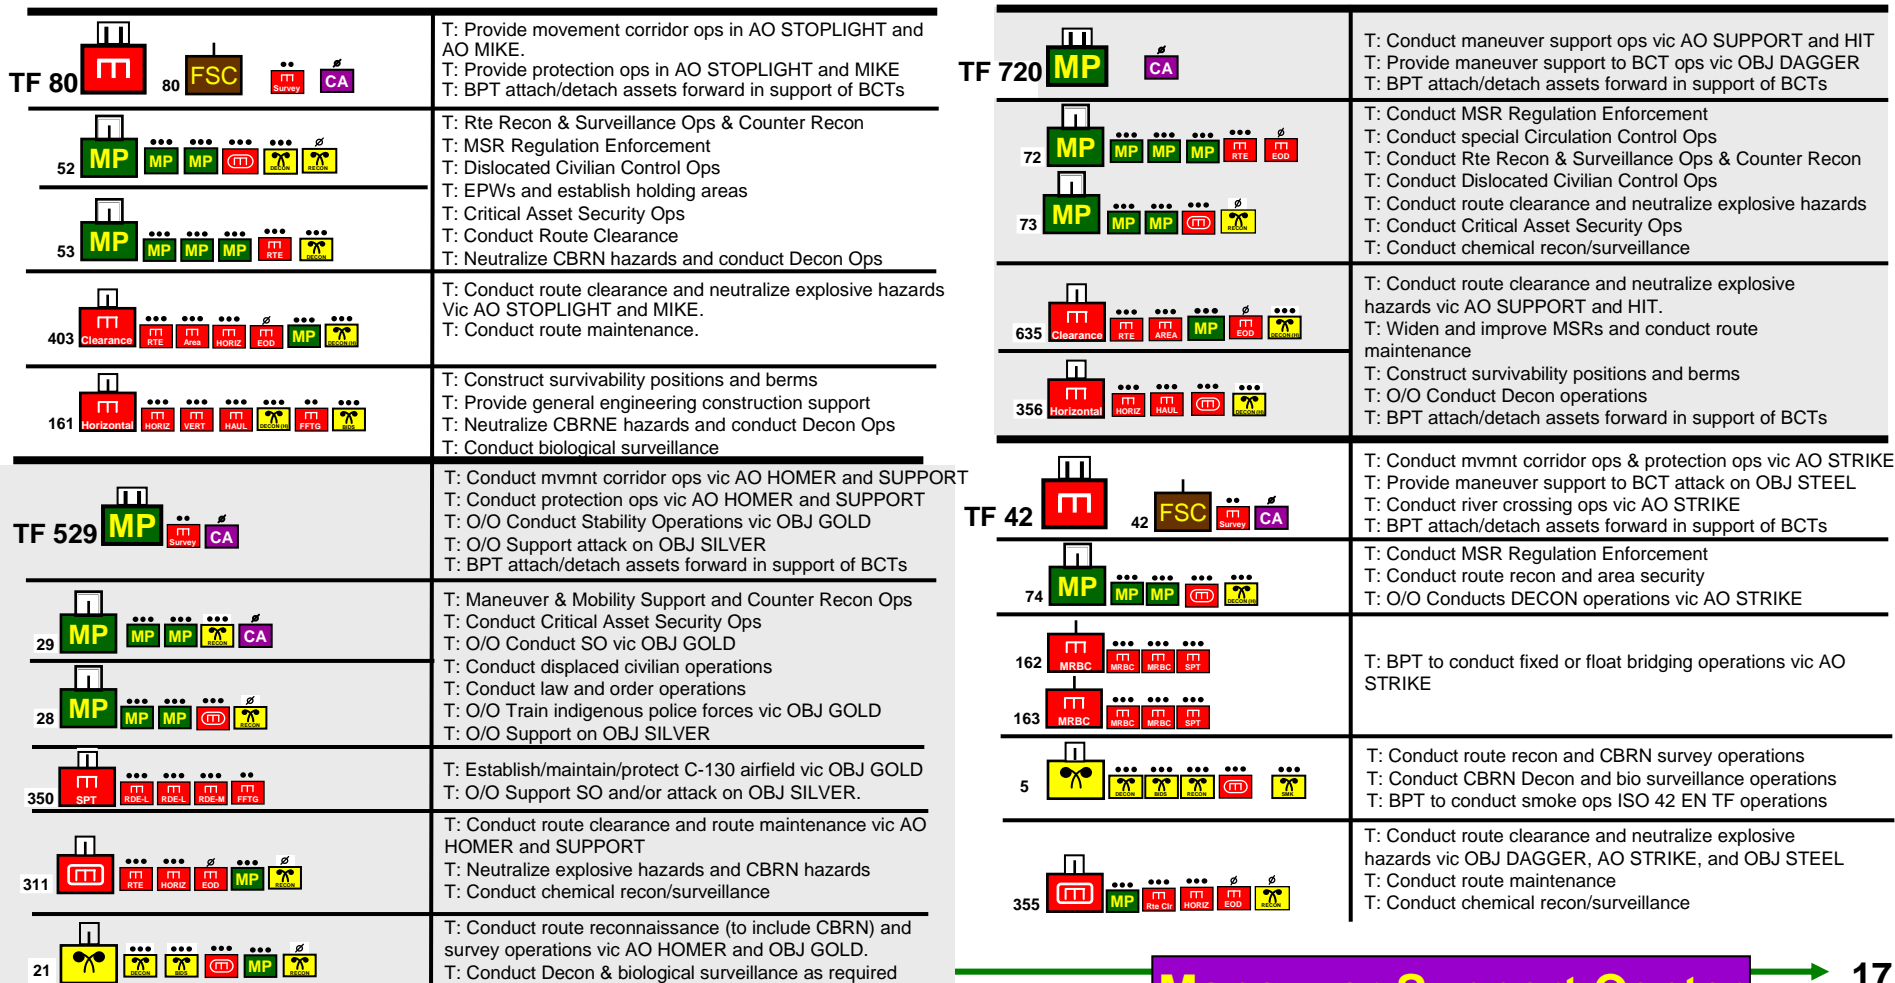 TF 80
80
FSC
Survey
CA
T: Provide movement corridor ops in AO STOPLIGHT and
AO MIKE.
T: Provide protection ops in AO STOPLIGHT and MIKE
T: BPT attach/detach assets forward in support of BCTs
52
MP MP MP DECON RECON
T: Rte Recon & Surveillance Ops & Counter Recon
T: MSR Regulation Enforcement
T: Dislocated Civilian Control Ops
T: EPWs and establish holding areas
T: Critical Asset Security Ops
T: Conduct Route Clearance
T: Neutralize CBRN hazards and conduct Decon Ops
53
MP MP MP MP RTE DECON
403
Clearance RTE Area HORIZ EOD MP DECON (H)
T: Conduct route clearance and neutralize explosive hazards
Vic AO STOPLIGHT and MIKE.
T: Conduct route maintenance.
161
Horizontal HORIZ VERT HAUL DECON (H) FFTG BIDS
T: Construct survivability positions and berms
T: Provide general engineering construction support
T: Neutralize CBRNE hazards and conduct Decon Ops
T: Conduct biological surveillance
TF 529
MP Survey CA
T: Conduct mvmnt corridor ops vic AO HOMER and SUPPORT
T: Conduct protection ops vic AO HOMER and SUPPORT
T: O/O Conduct Stability Operations vic OBJ GOLD
T: O/O Support attack on OBJ SILVER
T: BPT attach/detach assets forward in support of BCTs
29
MP MP MP RECON CA
T: Maneuver & Mobility Support and Counter Recon Ops
T: Conduct Critical Asset Security Ops
T: O/O Conduct SO vic OBJ GOLD
T: Conduct displaced civilian operations
T: Conduct law and order operations
T: O/O Train indigenous police forces vic OBJ GOLD
T: O/O Support on OBJ SILVER
28
MP MP MP RECON
350
SPT RDE-L RDE-L RDE-M FFTG
T: Establish/maintain/protect C-130 airfield vic OBJ GOLD
T: O/O Support SO and/or attack on OBJ SILVER.
311
RTE HORIZ EOD MP RECON
T: Conduct route clearance and route maintenance vic AO
HOMER and SUPPORT
T: Neutralize explosive hazards and CBRN hazards
T: Conduct chemical recon/surveillance
21
DECON BIDS MP RECON
T: Conduct route reconnaissance (to include CBRN) and
survey operations vic AO HOMER and OBJ GOLD.
T: Conduct Decon & biological surveillance as required
TF 720
MP CA
T: Conduct maneuver support ops vic AO SUPPORT and HIT
T: Provide maneuver support to BCT ops vic OBJ DAGGER
T: BPT attach/detach assets forward in support of BCTs
72
MP MP MP MP RTE EOD
T: Conduct MSR Regulation Enforcement
T: Conduct special Circulation Control Ops
T: Conduct Rte Recon & Surveillance Ops & Counter Recon
T: Conduct Dislocated Civilian Control Ops
T: Conduct route clearance and neutralize explosive hazards
T: Conduct Critical Asset Security Ops
T: Conduct chemical recon/surveillance
73
MP MP MP RECON
635
Clearance RTE AREA MP EOD DECON (H)
T: Conduct route clearance and neutralize explosive
hazards vic AO SUPPORT and HIT.
T: Widen and improve MSRs and conduct route
maintenance
T: Construct survivability positions and berms
T: O/O Conduct Decon operations
T: BPT attach/detach assets forward in support of BCTs
356
Horizontal HORIZ HAUL DECON (H)
TF 42
42
FSC Survey CA
T: Conduct mvmnt corridor ops & protection ops vic AO STRIKE
T: Provide maneuver support to BCT attack on OBJ STEEL
T: Conduct river crossing ops vic AO STRIKE
T: BPT attach/detach assets forward in support of BCTs
74
MP MP MP DECON (H)
T: Conduct MSR Regulation Enforcement
T: Conduct route recon and area security
T: O/O Conducts DECON operations vic AO STRIKE
162
MRBC MRBC MRBC SPT
T: BPT to conduct fixed or float bridging operations vic AO
STRIKE
163
MRBC MRBC MRBC SPT
5
DECON BIDS RECON SMK
T: Conduct route recon and CBRN survey operations
T: Conduct CBRN Decon and bio surveillance operations
T: BPT to conduct smoke ops ISO 42 EN TF operations
355
MP Rte Clr HORIZ EOD RECON
T: Conduct route clearance and neutralize explosive
hazards vic OBJ DAGGER, AO STRIKE, and OBJ STEEL
T: Conduct route maintenance
T: Conduct chemical recon/surveillance
Maneuver Support Cente
17